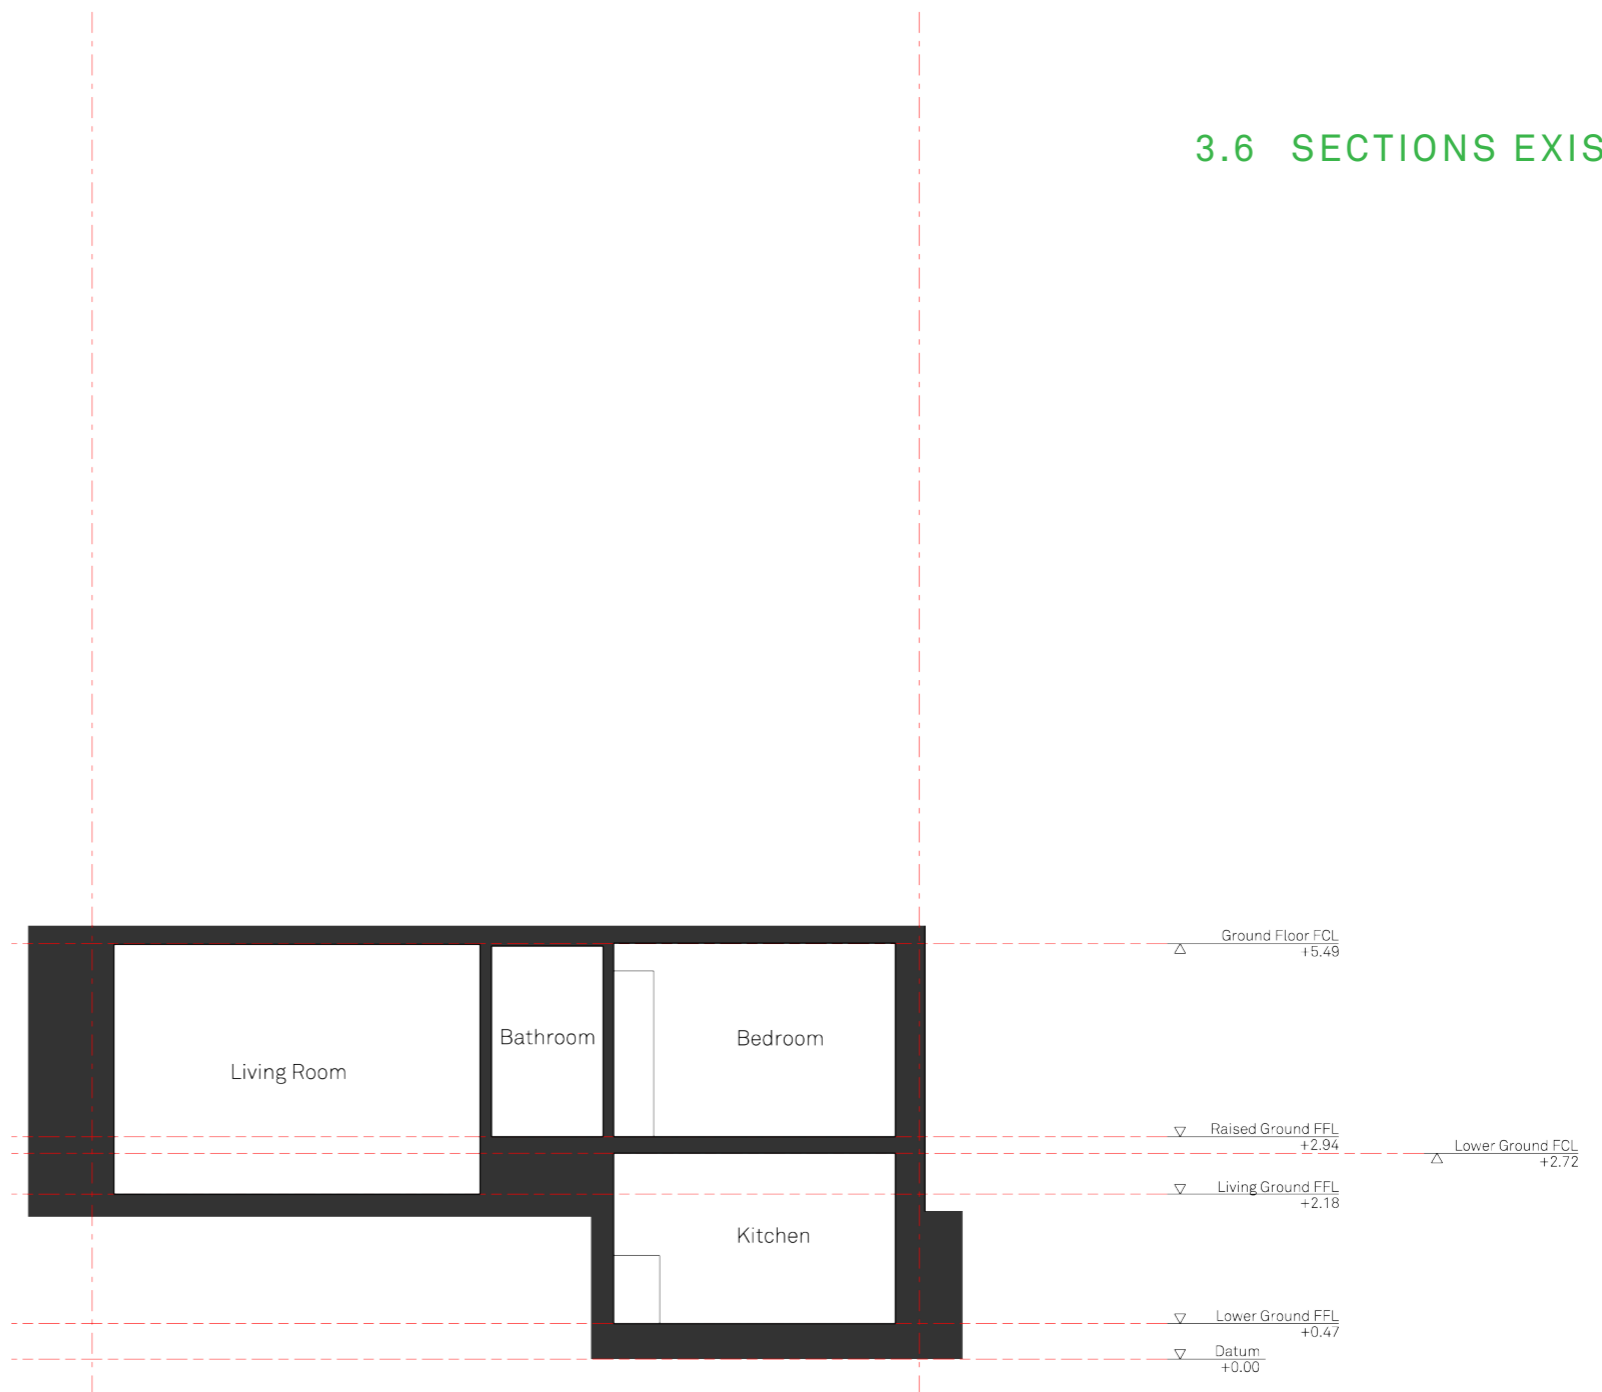 3.6 SECTIONS EXIS
Ground Floor FCL
+5.49
Bathroom
Bedroom
Living Room
Raised Ground FFL
+2.94
Lower Ground FCL
+2.72
Living Ground FFL
+2.18
Kitchen
Lower Ground FFL
+0.47
Datum
+0.00